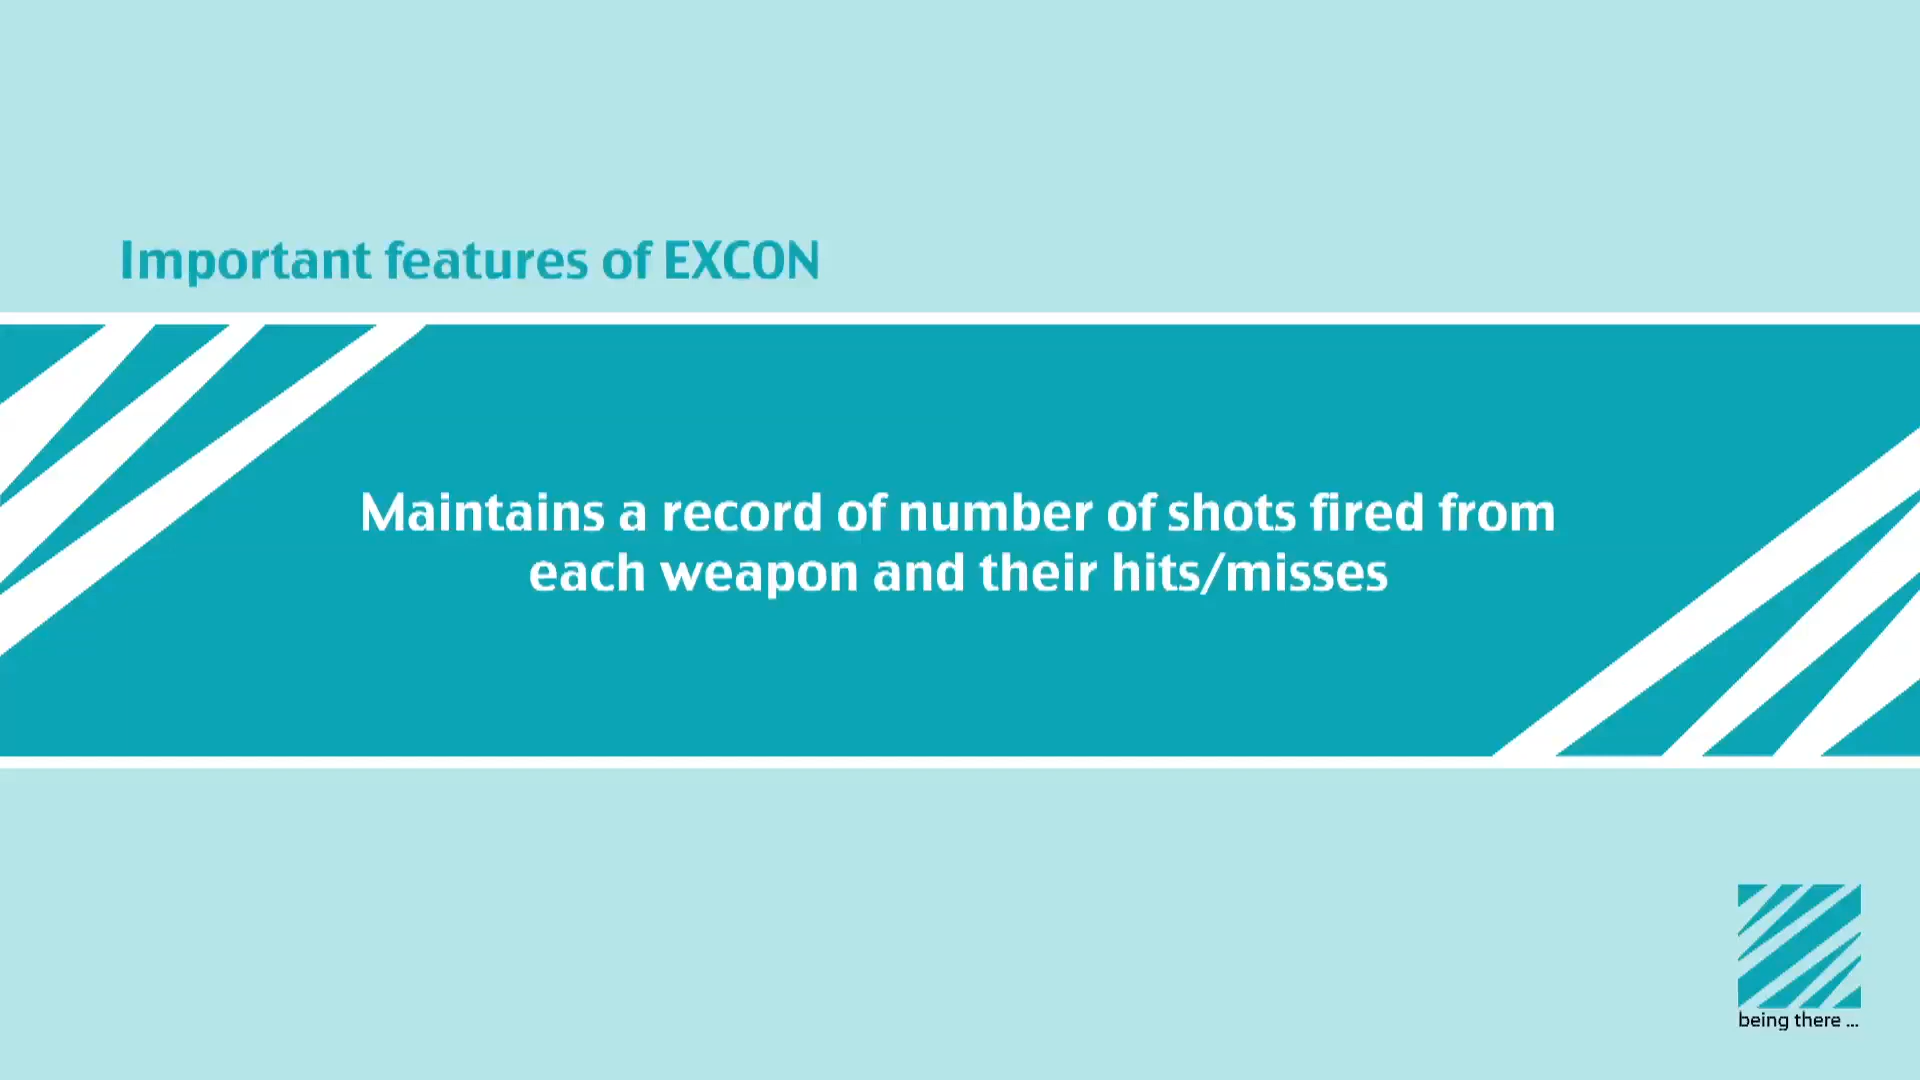 Important features of EXCON
Maintains a record of number of shots fired from
each weapon and their hits/misses
being there ...